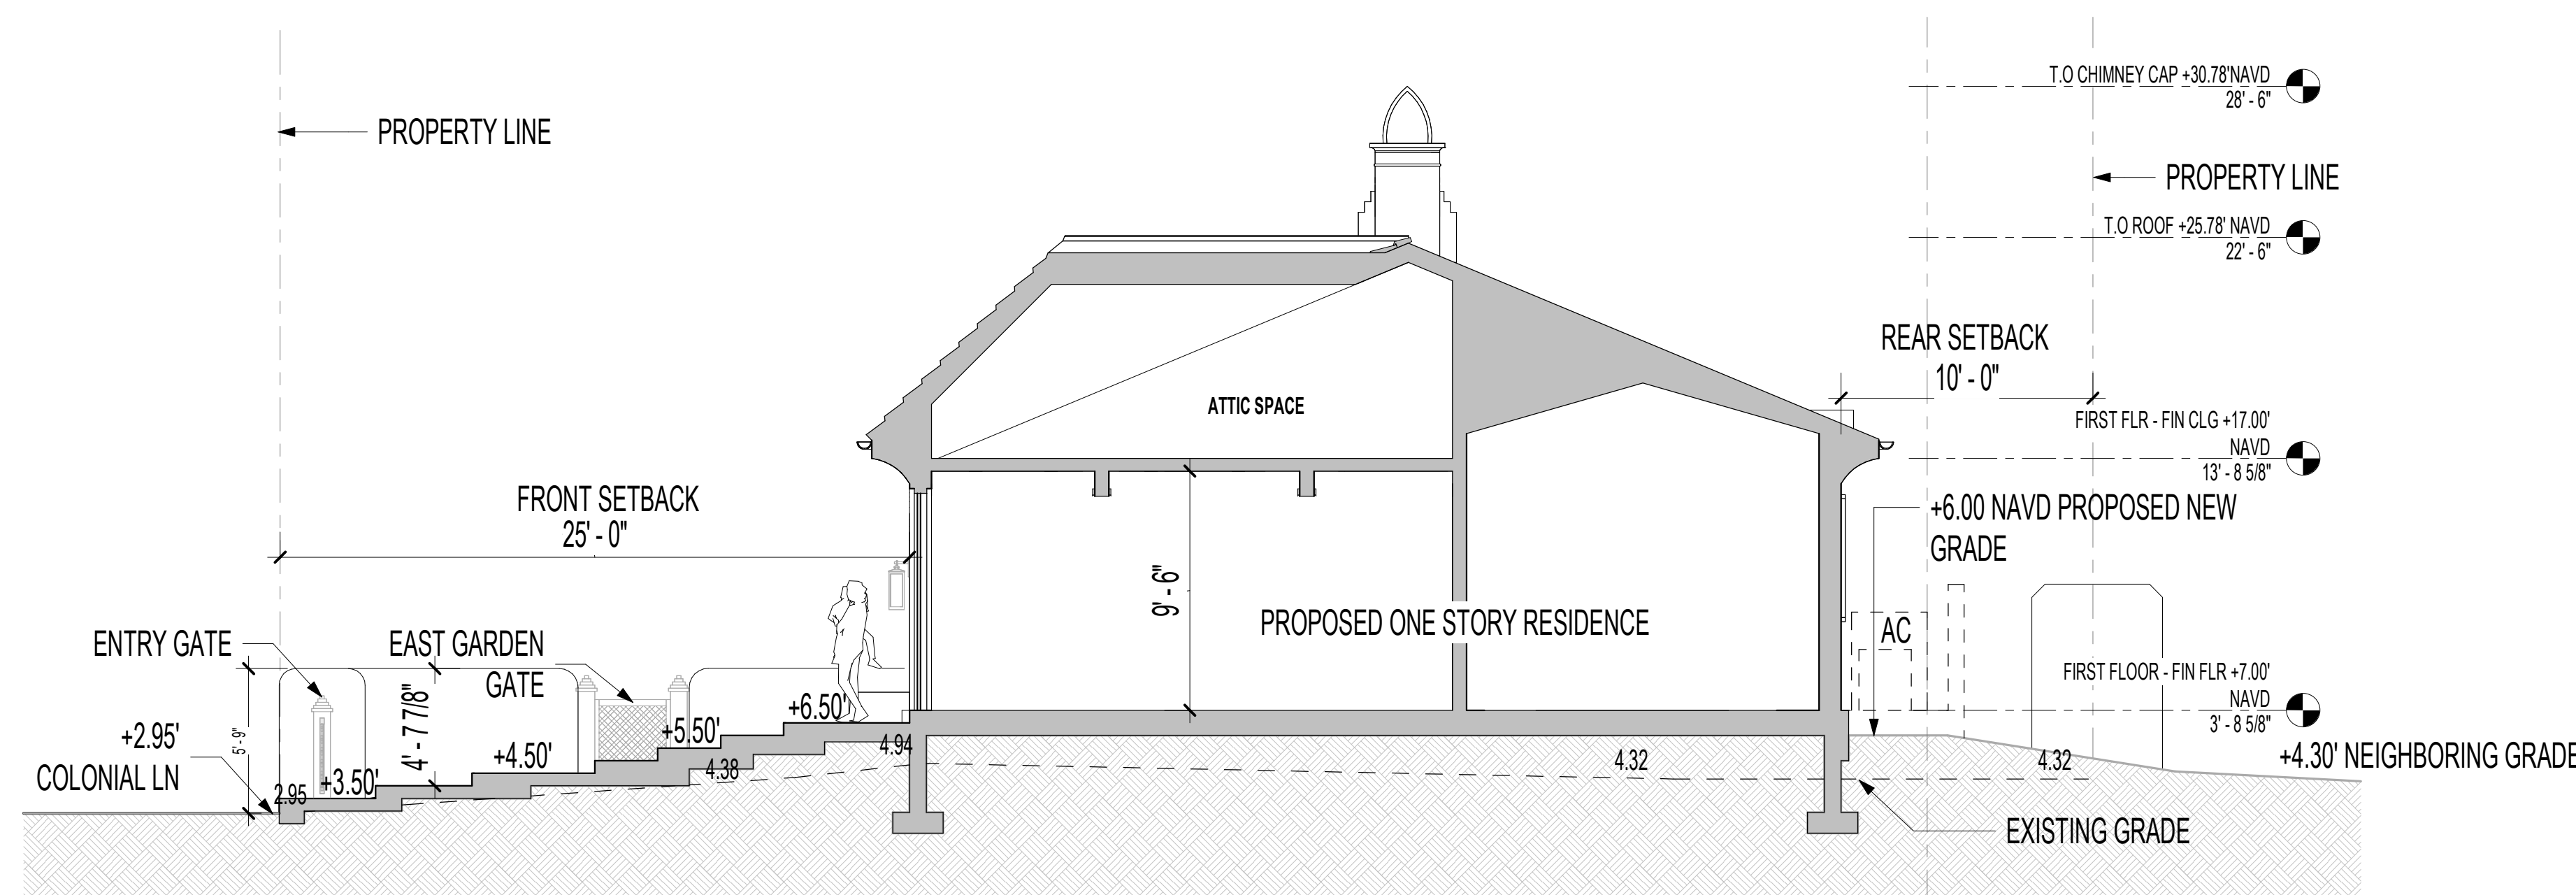 T.O CHIMNEY CAP +30.78'NAVD
28' - 6"
PROPERTY LINE
PROPERTY LINE
T.O ROOF +25.78' NAVD
22' - 6"
REAR SETBACK
10' - 0"
ATTIC SPACE
FIRST FLR - FIN CLG +17.00'
NAVD
13' - 8 5/8"
FRONT SETBACK
25' - 0"
+6.00 NAVD PROPOSED NEW
GRADE
9' - 6"
PROPOSED ONE STORY RESIDENCE
AC
ENTRY GATE
EAST GARDEN
GATE
FIRST FLOOR - FIN FLR +7.00'
NAVD
3' - 8 5/8"
+6.50'
+5.50'
+4.50'
+3.50'
4' - 7 7/8"
5' - 9"
+2.95'
COLONIAL LN
2.95
4.38
4.94
4.32
4.32
+4.30' NEIGHBORING GRADE
EXISTING GRADE